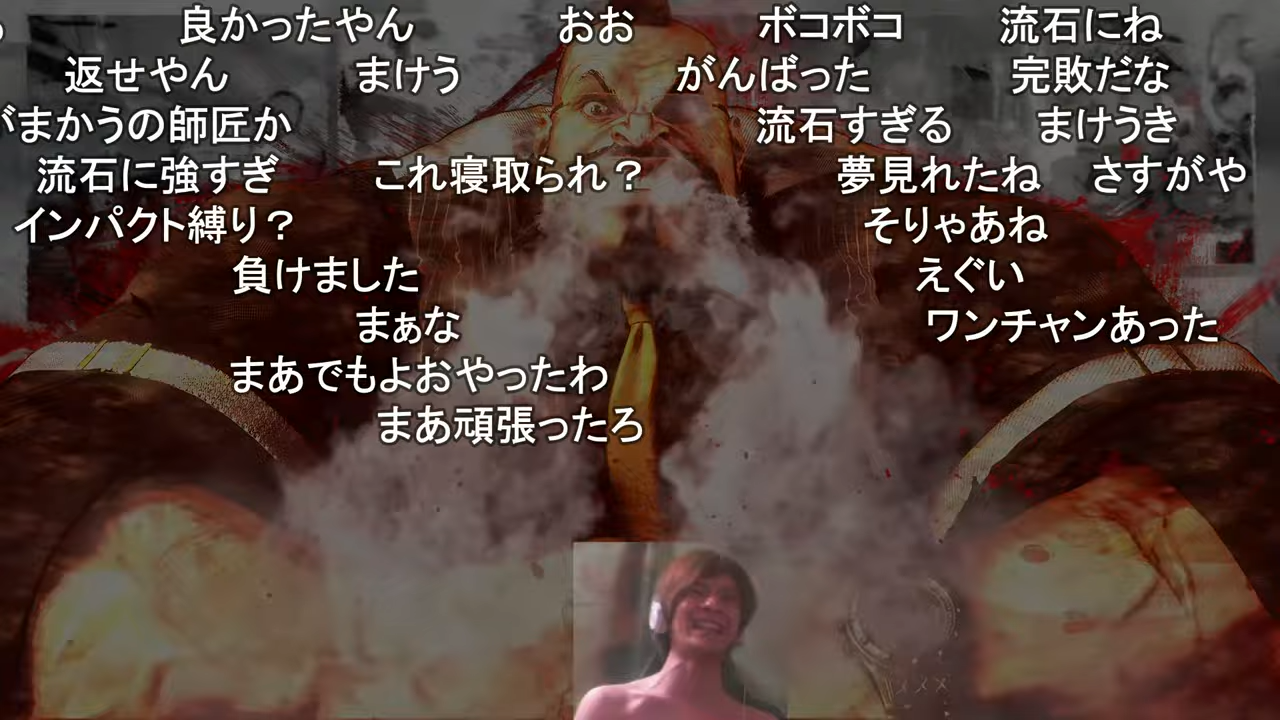 良かったやん おお ボコボコ 流石にね
返せやん まけう がんばった 完敗だな
がまかうの師匠か 流石すぎる まけうき
流石に強すぎ これ寝取られ？ 夢見れたね さすがや
インパクト縛り？ そりゃあね
負けました えぐい
まぁな ワンチャンあった
まあでもよおやったわ
まあ頑張ったろ